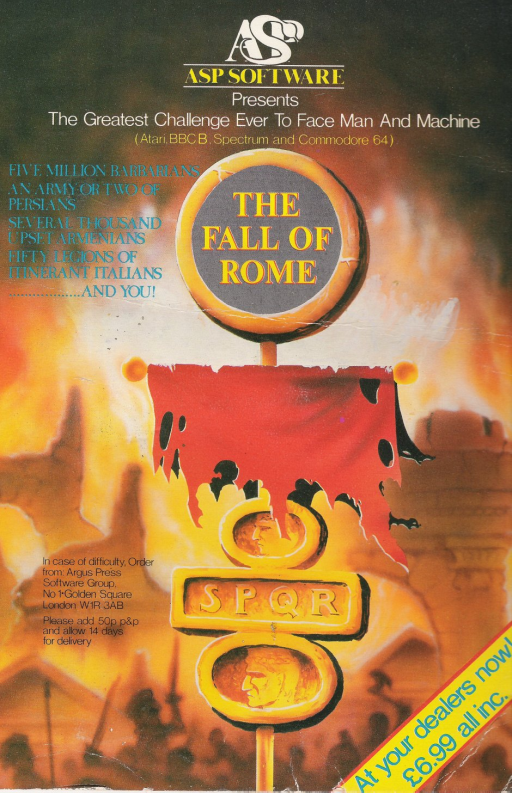 ASP
ASP SOFTWARE
Presents
The Greatest Challenge Ever To Face Man And Machine
(Atari, BBC B, Spectrum and Commodore 64)
FIVE MILLION BARBARIANS
AN ARMY OR TWO OF
PERSIANS
SEVERAL THOUSAND
UPSET ARMENIANS
FIFTY LEGIONS OF
ITINERANT ITALIANS
..................AND YOU!
THE
FALL OF
ROME
SPQR
In case of difficulty, Order
from: Argus Press
Software Group,
No 1 Golden Square
London W1R 3AB
Please add 50p p&p
and allow 14 days
for delivery
At your dealers now!
£6.99 all inc.